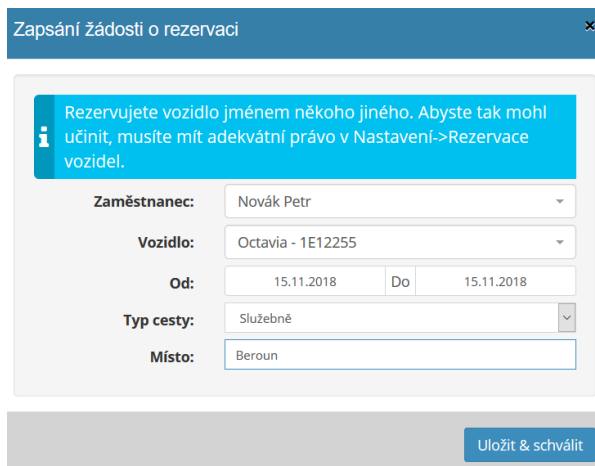 Zapsání žádosti o rezervaci ×
Rezervujete vozidlo jménem někoho jiného. Abyste tak mohl
učinit, musíte mít adekvátní právo v Nastavení->Rezervace
vozidel.
Zaměstnanec: Novák Petr
Vozidlo: Octavia - 1E12255
Od: 15.11.2018 Do 15.11.2018
Typ cesty: Služebně
Místo: Beroun
Uložit & schválit